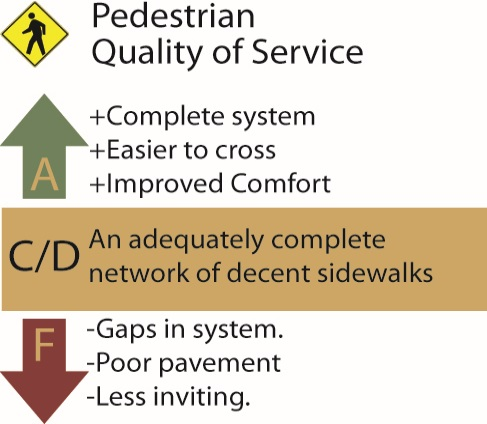 Pedestrian
Quality of Service
+Complete system
+Easier to cross
A
+Improved Comfort
C/D
An adequately complete
network of decent sidewalks
F
-Gaps in system.
-Poor pavement
-Less inviting.